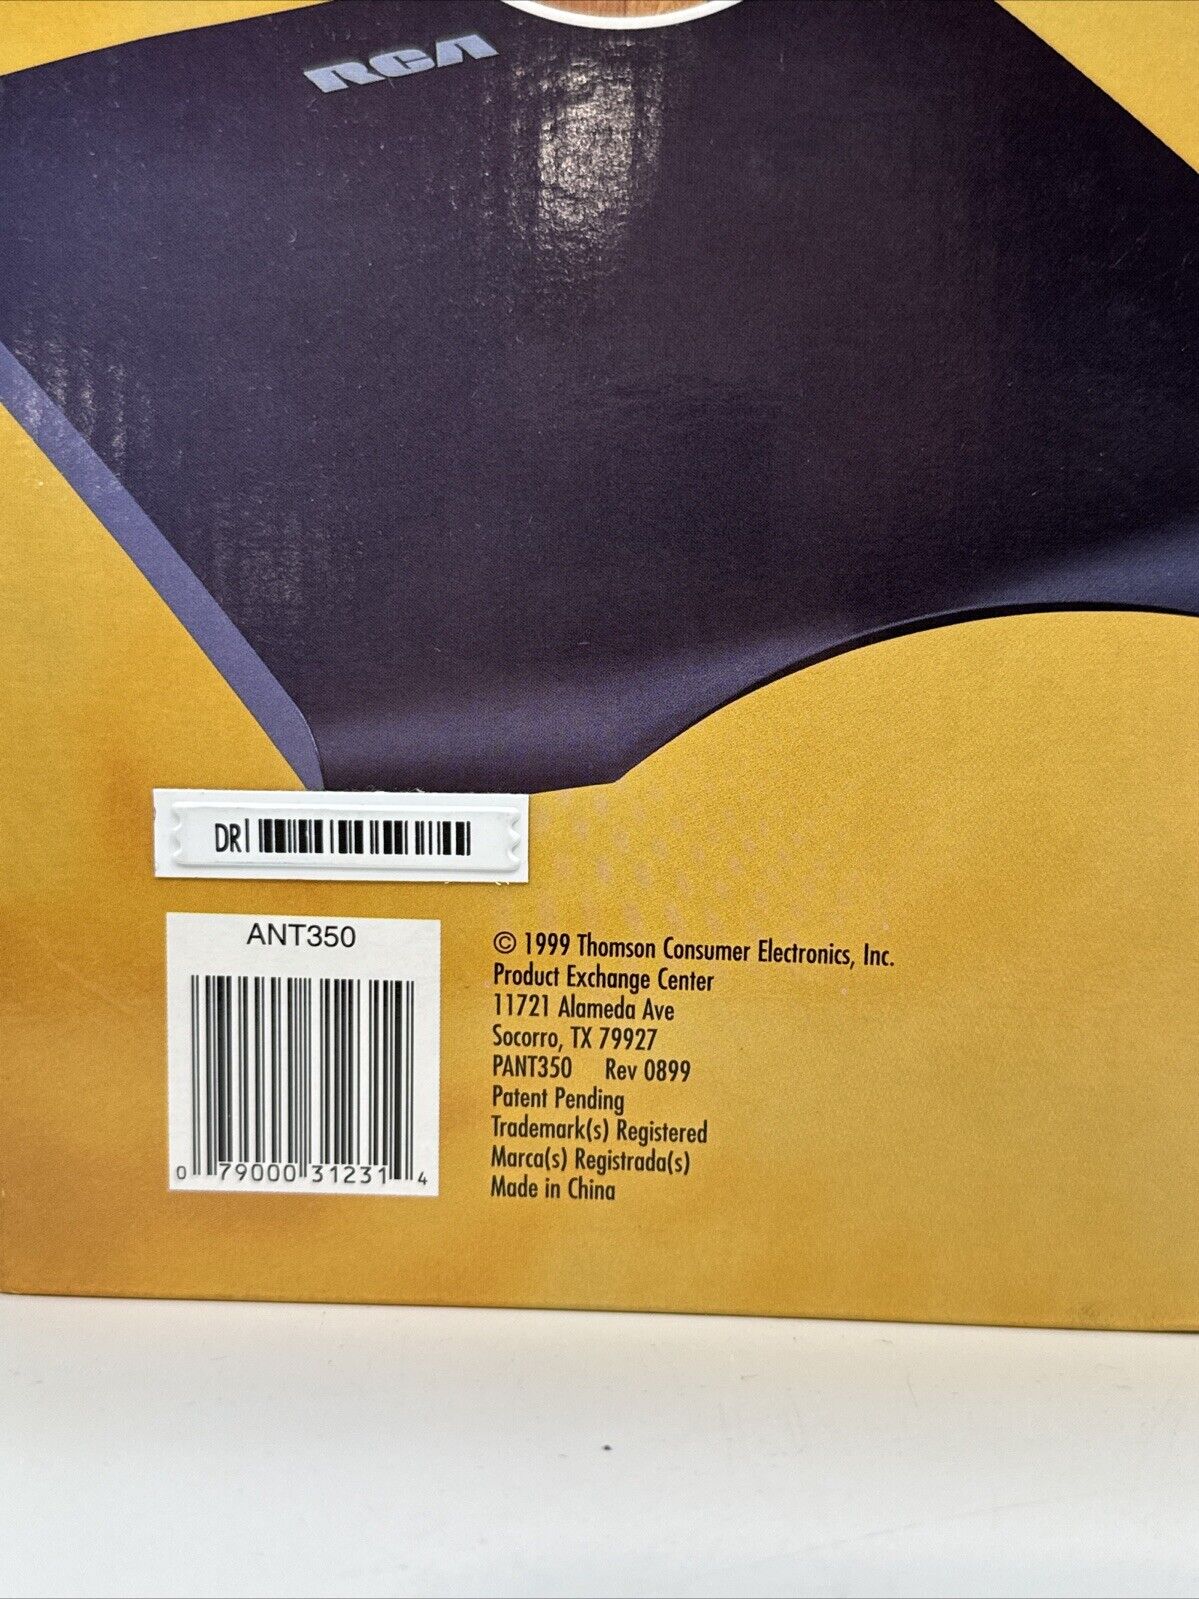 RCA
DR
ANT350
0 79000 31231 4
© 1999 Thomson Consumer Electronics, Inc.
Product Exchange Center
11721 Alameda Ave
Socorro, TX 79927
PANT350 Rev 0899
Patent Pending
Trademark(s) Registered
Marca(s) Registrada(s)
Made in China